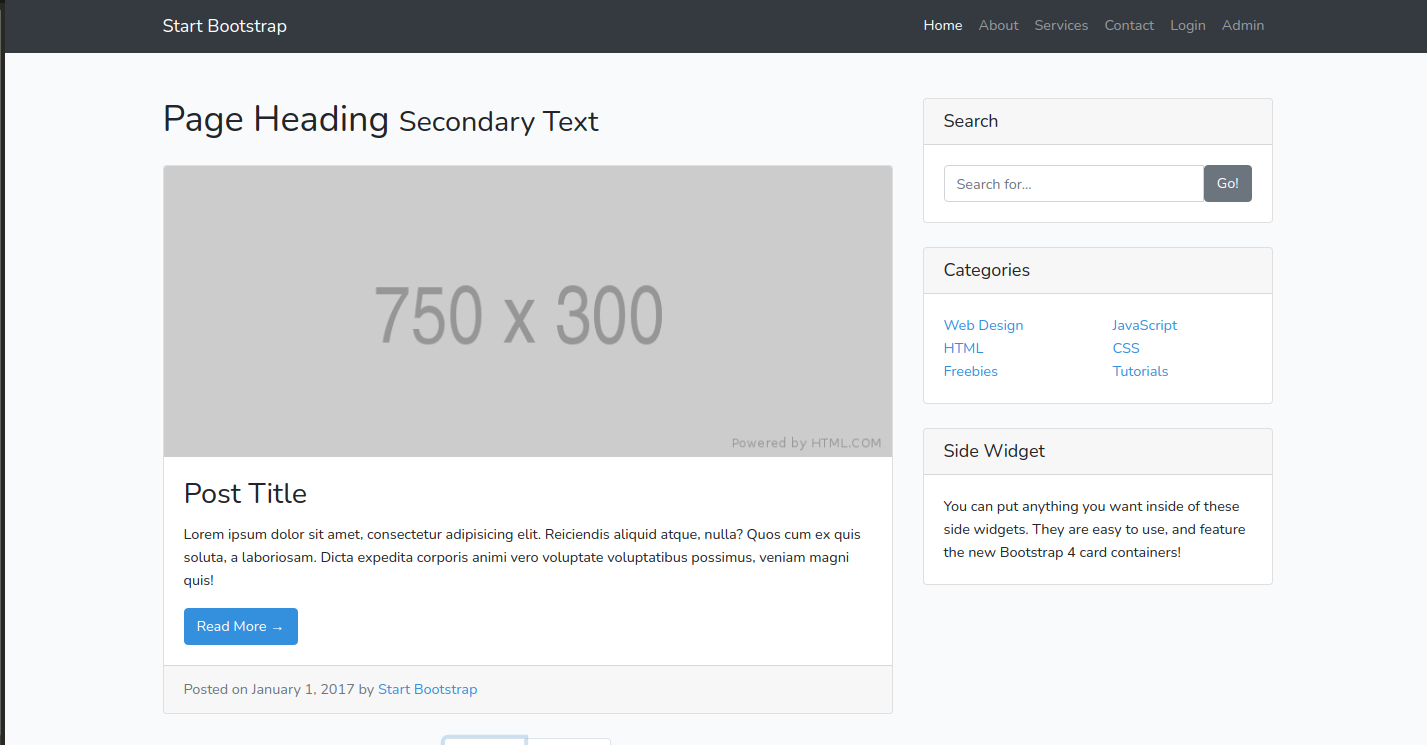 Start Bootstrap
Home About Services Contact Login Admin
Page Heading Secondary Text
750 x 300
Powered by HTML.COM
Post Title
Lorem ipsum dolor sit amet, consectetur adipisicing elit. Reiciendis aliquid atque, nulla? Quos cum ex quis
soluta, a laboriosam. Dicta expedita corporis animi vero voluptate voluptatibus possimus, veniam magni
quis!
Read More →
Posted on January 1, 2017 by Start Bootstrap
Search
Search for...
Go!
Categories
Web Design
HTML
Freebies
JavaScript
CSS
Tutorials
Side Widget
You can put anything you want inside of these
side widgets. They are easy to use, and feature
the new Bootstrap 4 card containers!